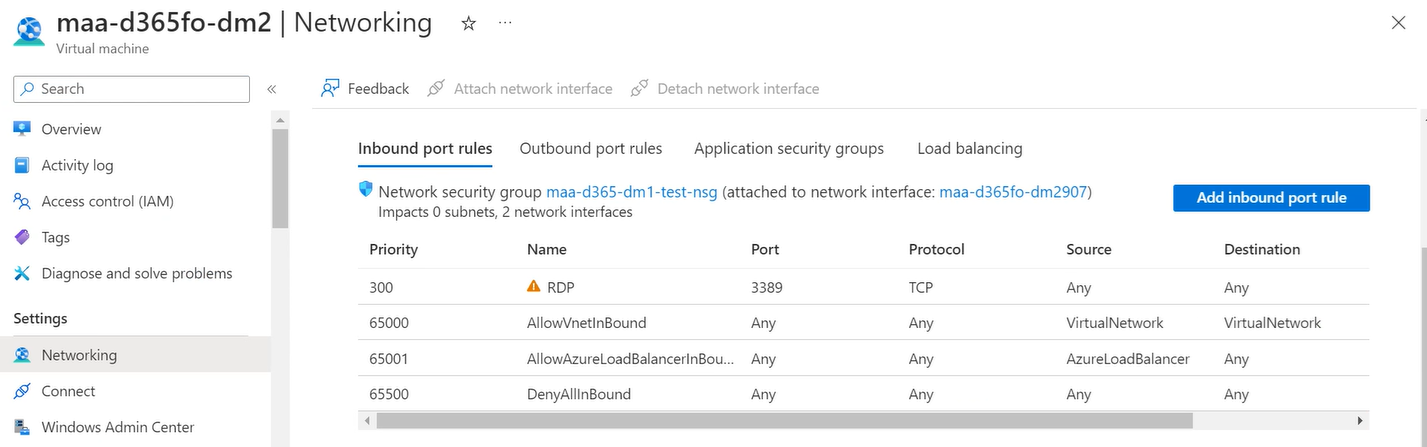 maa-d365fo-dm2 | Networking
Virtual machine
Search
Overview
Activity log
Access control (IAM)
Tags
Diagnose and solve problems
Settings
Networking
Connect
Windows Admin Center
Feedback Attach network interface Detach network interface
Inbound port rules Outbound port rules Application security groups Load balancing
Network security group maa-d365-dm1-test-nsg (attached to network interface: maa-d365fo-dm2907)
Impacts 0 subnets, 2 network interfaces
Add inbound port rule
Priority Name Port Protocol Source Destination
300 RDP 3389 TCP Any Any
65000 AllowVnetInBound Any Any VirtualNetwork VirtualNetwork
65001 AllowAzureLoadBalancerInBou... Any Any AzureLoadBalancer Any
65500 DenyAllInBound Any Any Any Any